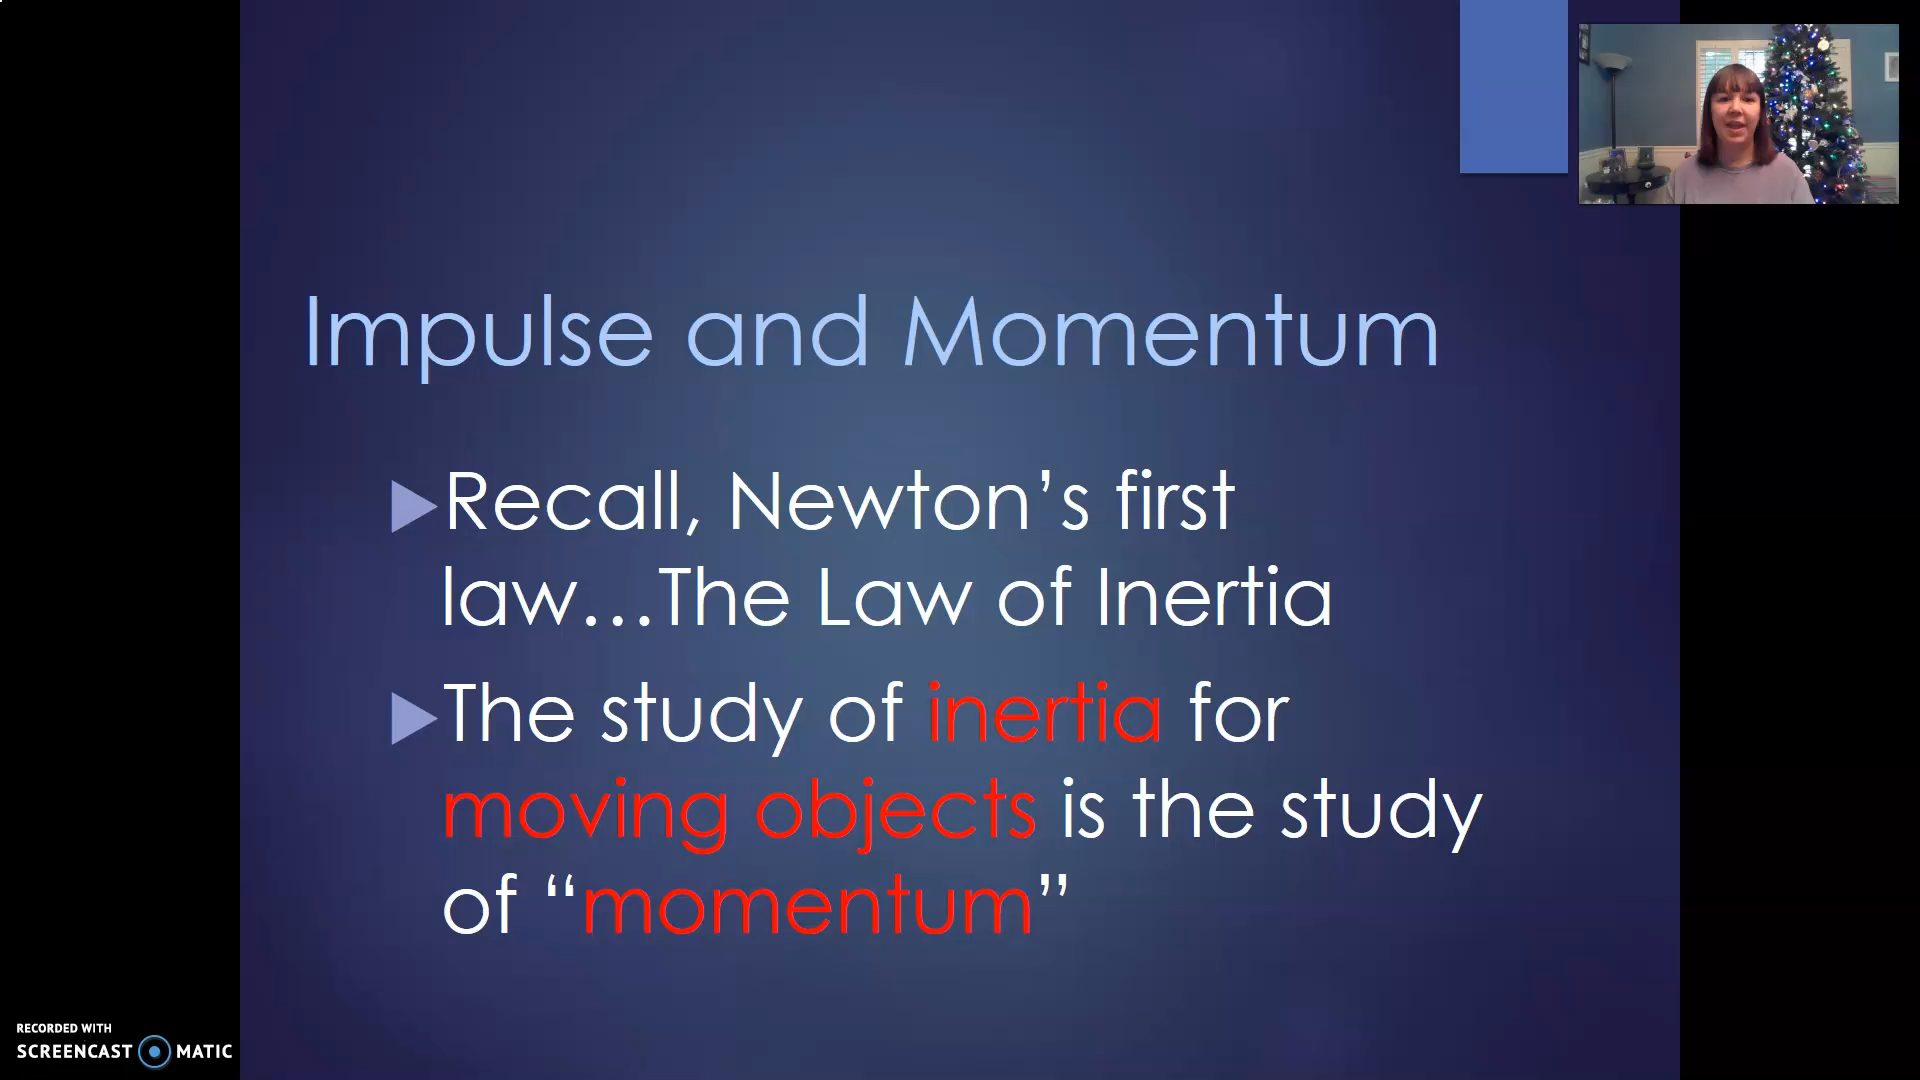 Impulse and Momentum
Recall, Newton’s first
law…The Law of Inertia
The study of inertia for
moving objects is the study
of “momentum”
RECORDED WITH
SCREENCAST MATIC